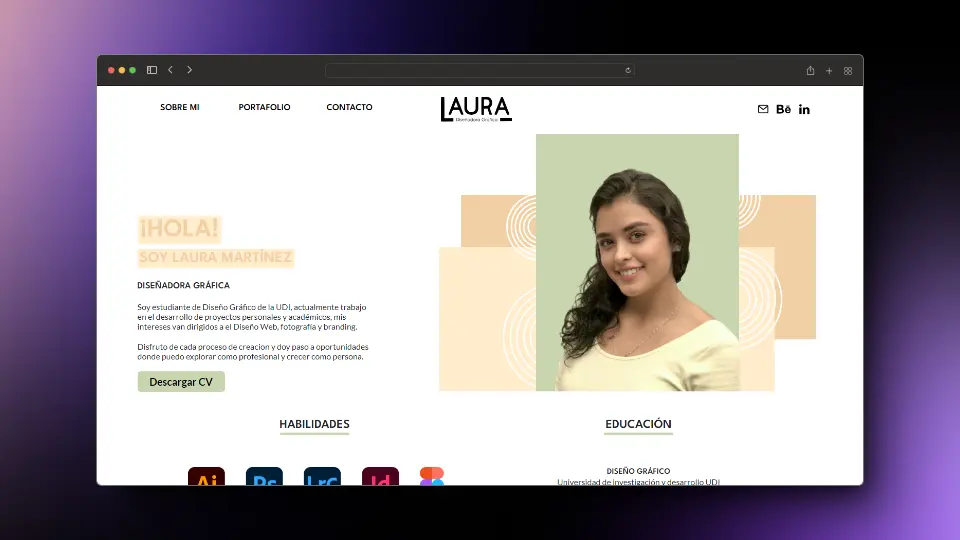 SOBRE MI
PORTAFOLIO
CONTACTO
LAURA
Diseñadora Gráfica
Bē
in
¡HOLA!
SOY LAURA MARTÍNEZ
DISEÑADORA GRÁFICA
Soy estudiante de Diseño Gráfico de la UDI, actualmente trabajo
en el desarrollo de proyectos personales y académicos, mis
intereses van dirigidos a el Diseño Web, fotografía y branding.
Disfruto de cada proceso de creacion y doy paso a oportunidades
donde puedo explorar como profesional y crecer como persona.
Descargar CV
HABILIDADES
EDUCACIÓN
Ai
Ps
Lrc
Id
DISEÑO GRÁFICO
Universidad de investigación y desarrollo UDI